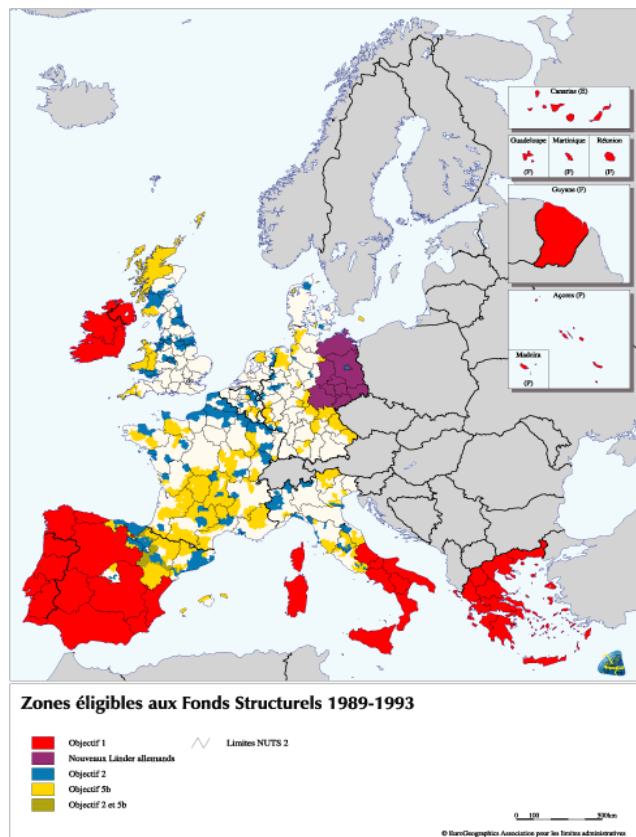 Canarias (E)
Guadeloupe Martinique Réunion
(F) (F) (F)
Guyane (F)
Açores (P)
Madeira
(P)
Zones éligibles aux Fonds Structurels 1989-1993
Objectif 1 Limites NUTS 2
Nouveaux Länder allemands
Objectif 2
Objectif 5b
Objectif 2 et 5b
0 100 500km
© EuroGeographics Association pour les limites administratives